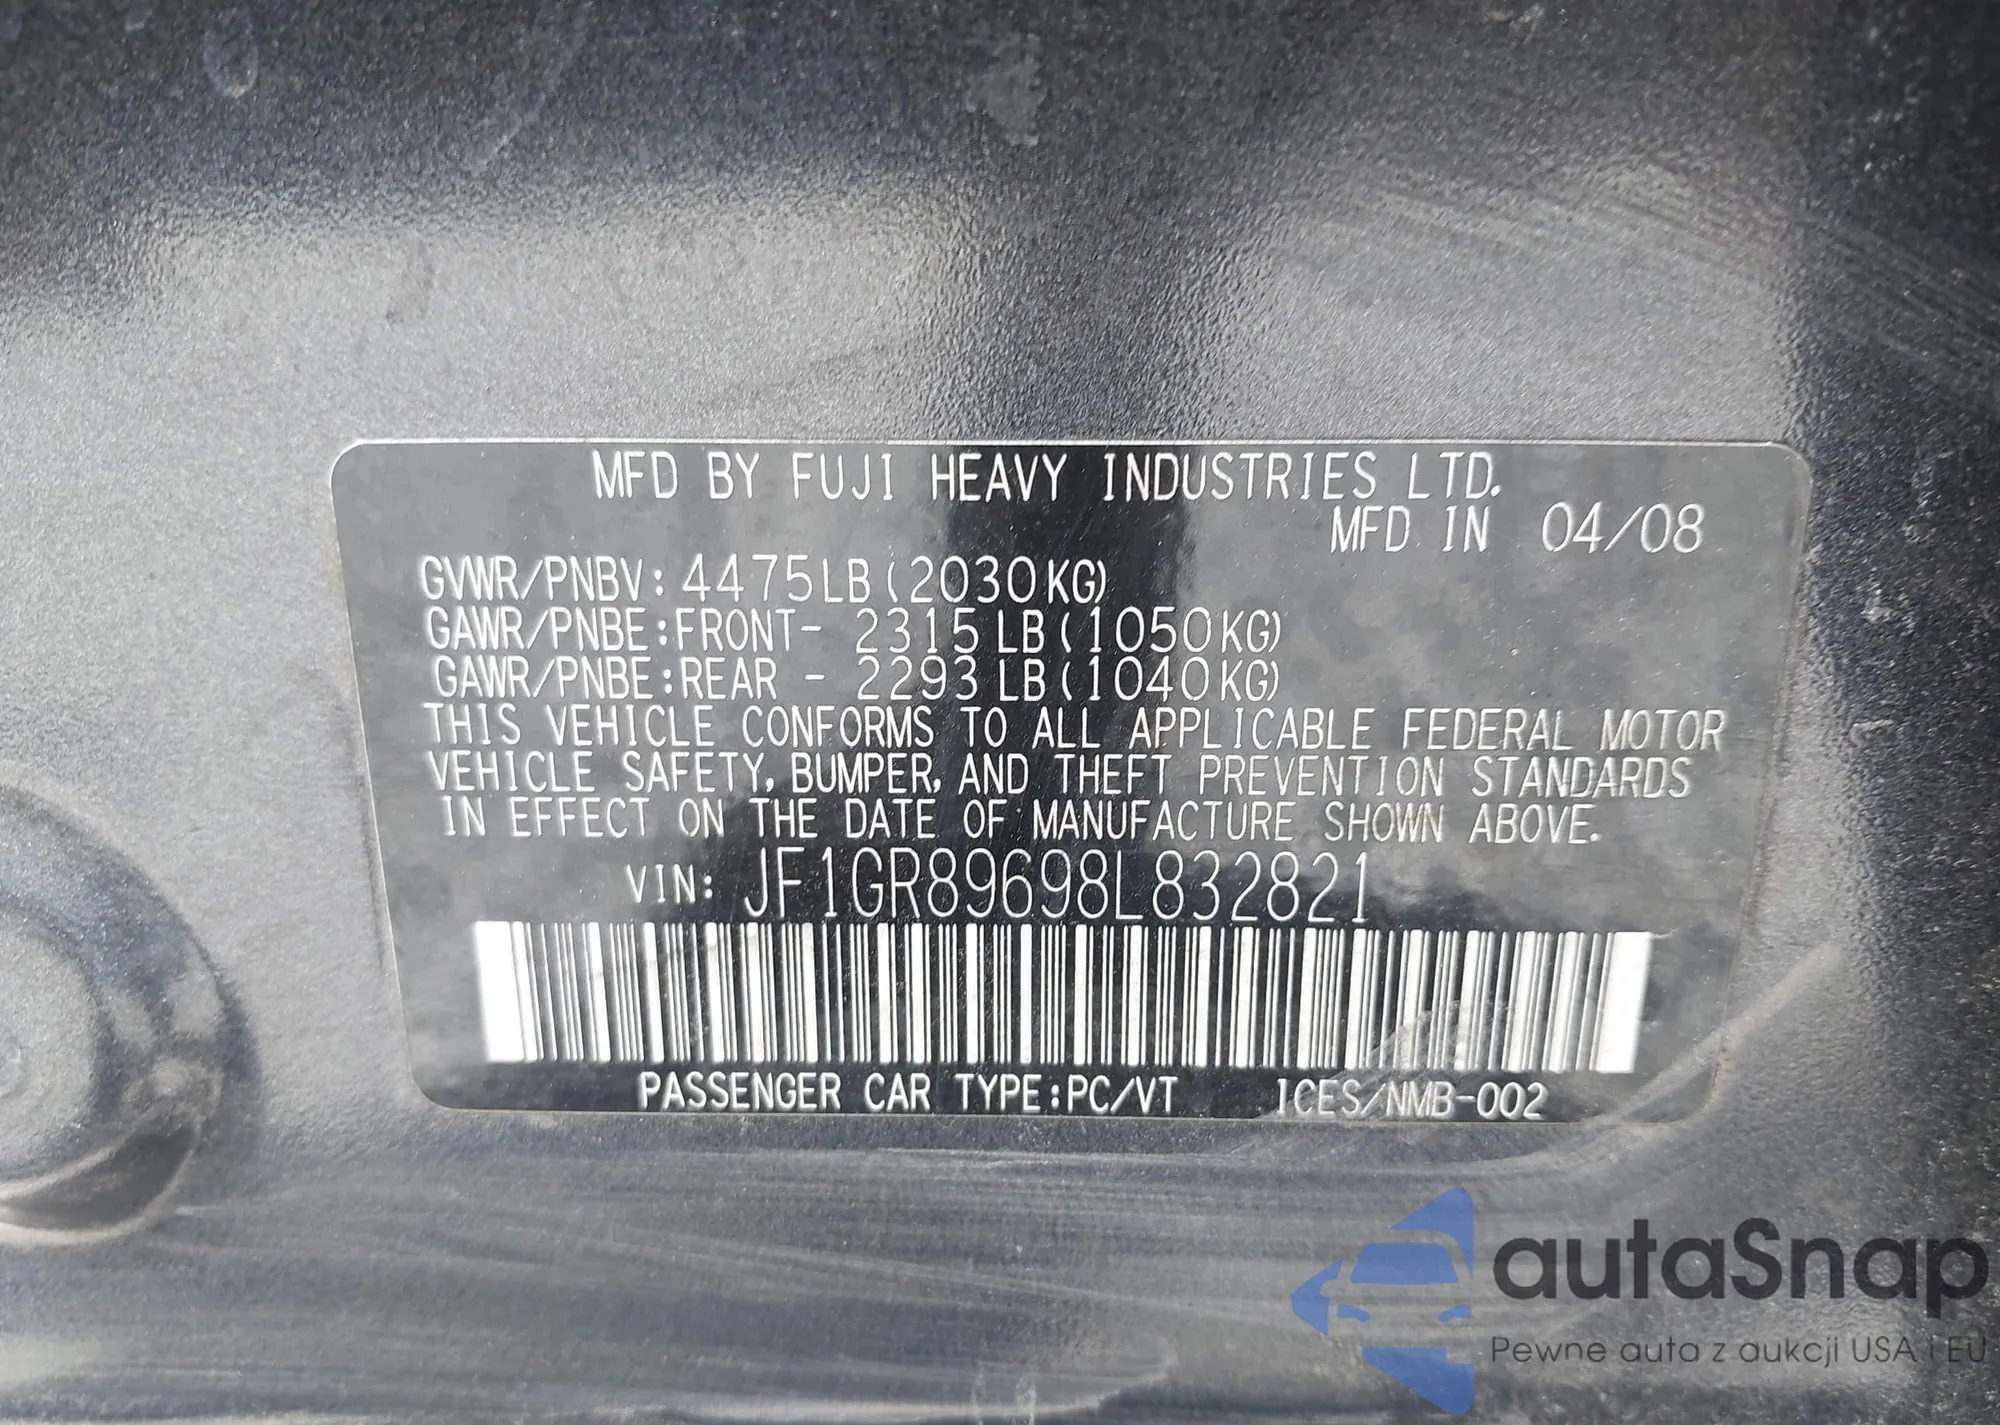 MFD BY FUJI HEAVY INDUSTRIES LTD.
MFD IN 04/08
GVWR/PNBV: 4475LB(2030KG)
GAWR/PNBE:FRONT- 2315LB(1050KG)
GAWR/PNBE:REAR - 2293LB(1040KG)
THIS VEHICLE CONFORMS TO ALL APPLICABLE FEDERAL MOTOR
VEHICLE SAFETY, BUMPER, AND THEFT PREVENTION STANDARDS
IN EFFECT ON THE DATE OF MANUFACTURE SHOWN ABOVE.
VIN: JF1GR89698L832821
PASSENGER CAR TYPE:PC/VT 1CES/NMB-002
autaSnap
Pewne auta z aukcji USA i EU